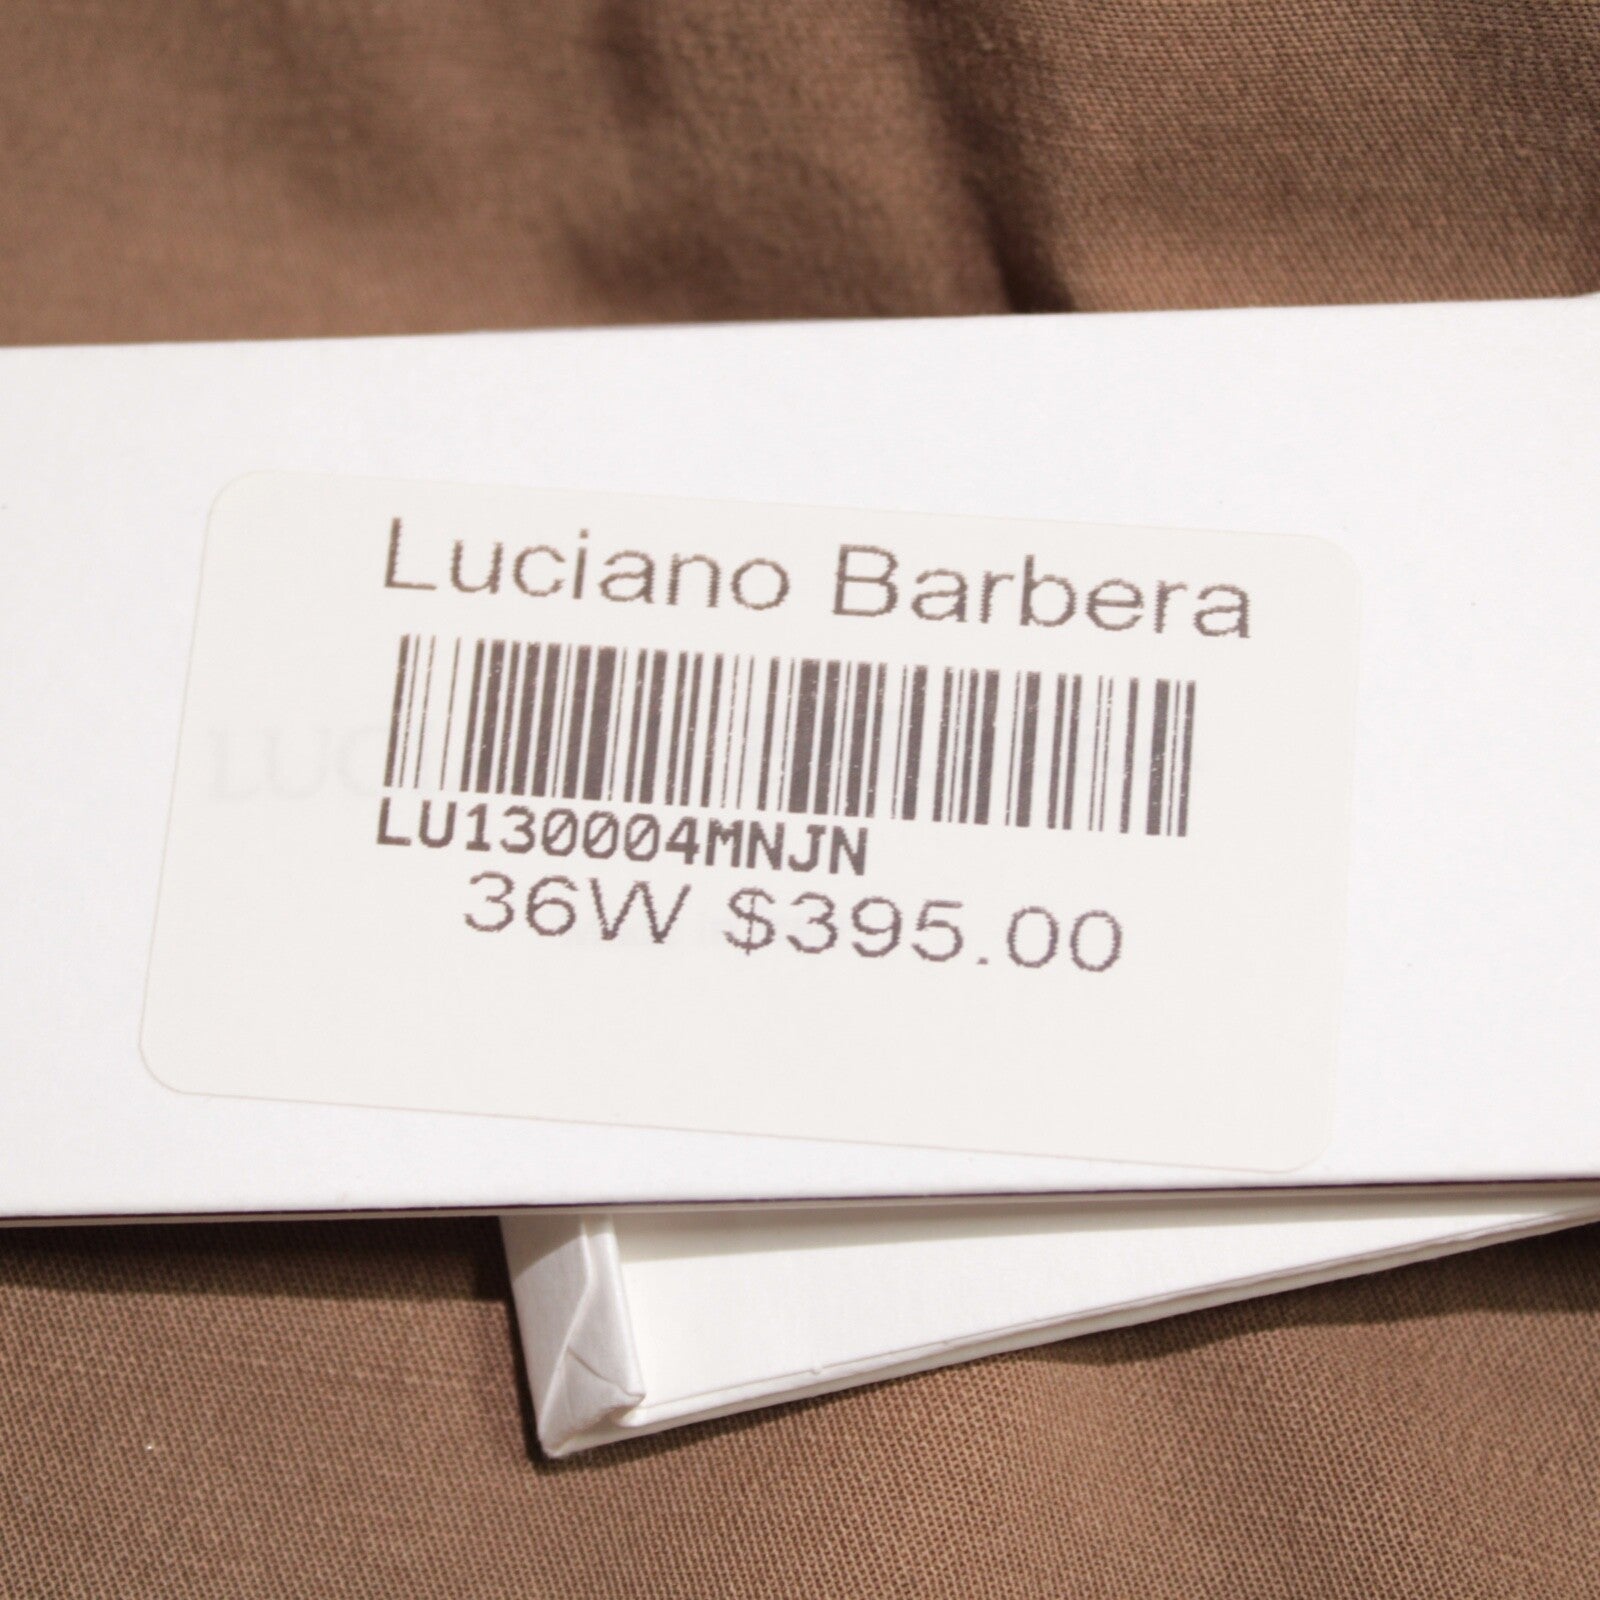 Luciano Barbera
LU130004MNJN
36W $395.00